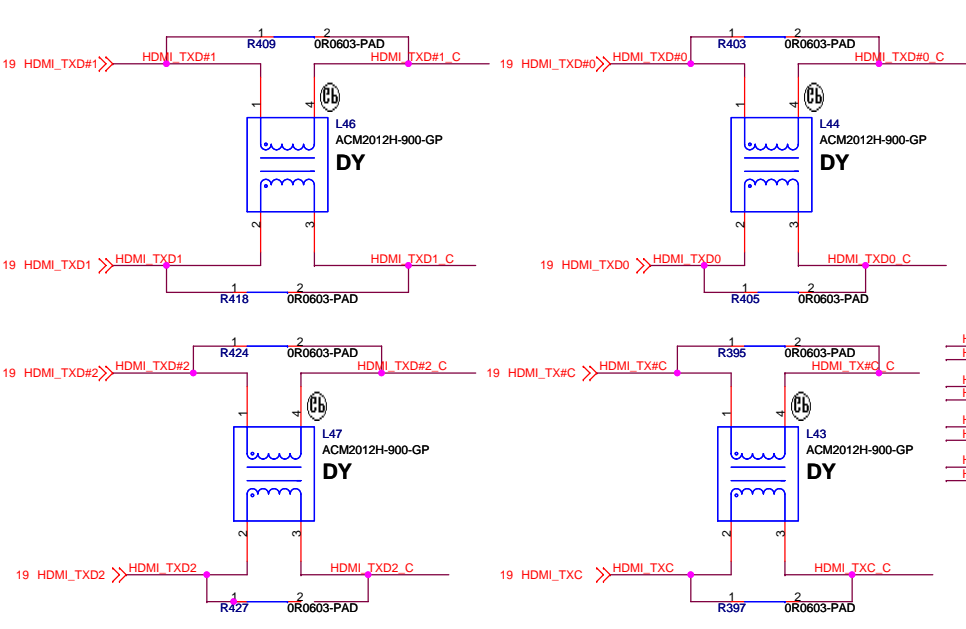 1 2
R409 0R0603-PAD
19 HDMI_TXD#1 HDMI_TXD#1 HDMI_TXD#1_C
1 4
L46
ACM2012H-900-GP
DY
2 3
19 HDMI_TXD1 HDMI_TXD1 HDMI_TXD1_C
1 2
R418 0R0603-PAD
1 2
R403 0R0603-PAD
19 HDMI_TXD#0 HDMI_TXD#0 HDMI_TXD#0_C
1 4
L44
ACM2012H-900-GP
DY
2 3
19 HDMI_TXD0 HDMI_TXD0 HDMI_TXD0_C
1 2
R405 0R0603-PAD
1 2
R424 0R0603-PAD
19 HDMI_TXD#2 HDMI_TXD#2 HDMI_TXD#2_C
1 4
L47
ACM2012H-900-GP
DY
2 3
19 HDMI_TXD2 HDMI_TXD2 HDMI_TXD2_C
1 2
R427 0R0603-PAD
1 2
R395 0R0603-PAD
19 HDMI_TX#C HDMI_TX#C HDMI_TX#C_C
1 4
L43
ACM2012H-900-GP
DY
2 3
19 HDMI_TXC HDMI_TXC HDMI_TXC_C
1 2
R397 0R0603-PAD